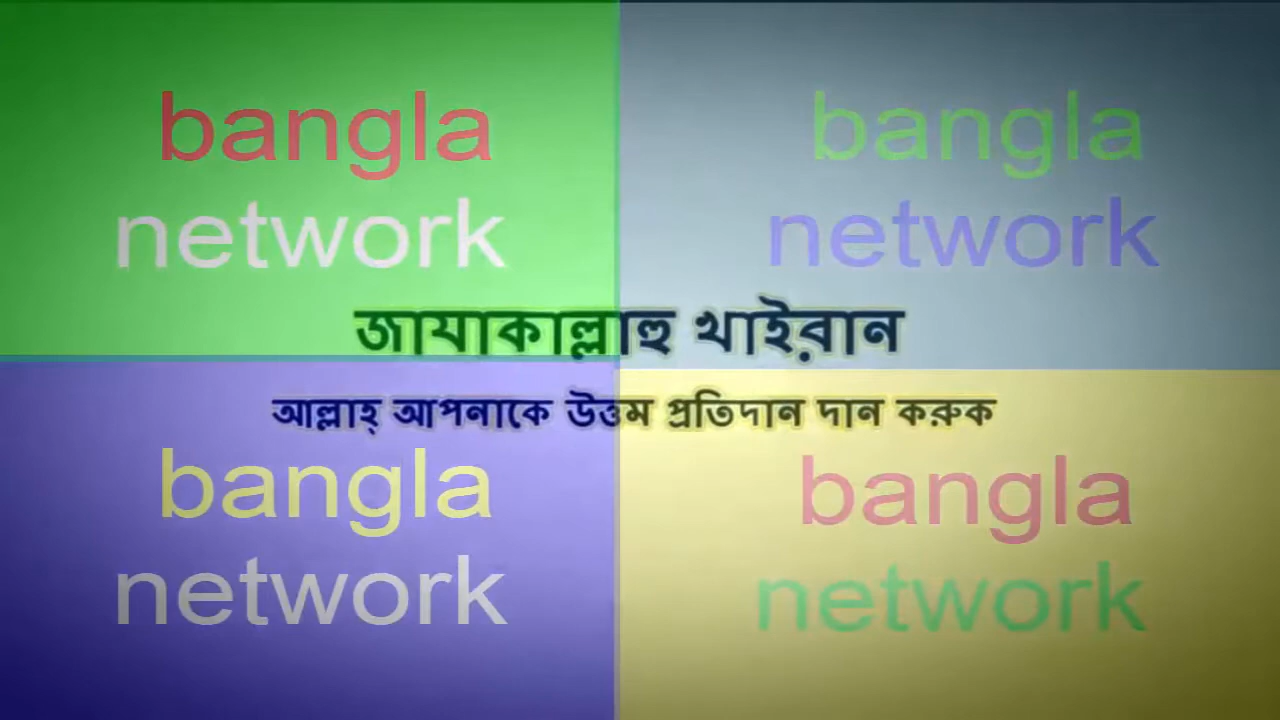 bangla
network
bangla
network
জাযাকাল্লাহু খাইরান
আল্লাহ্ আপনাকে উত্তম প্রতিদান দান করুক
bangla
network
bangla
network